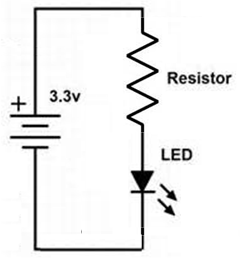 + 3.3v
Resistor
LED